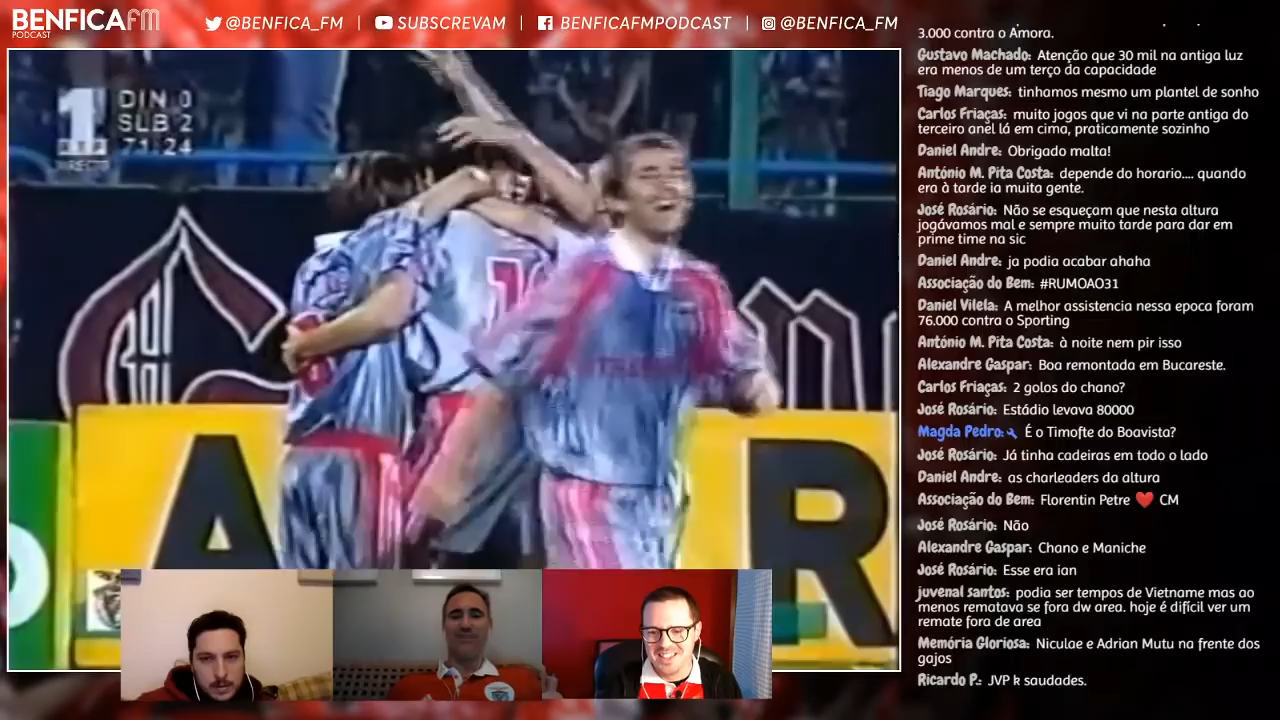 BENFICAFM
PODCAST
@BENFICA_FM | SUBSCREVAM | BENFICAFMPODCAST | @BENFICA_FM
1
DIN 0
SLB 2
71:24
DIRECTO
A
R
3.000 contra o Amora.
Gustavo Machado: Atenção que 30 mil na antiga luz
era menos de um terço da capacidade
Tiago Marques: tinhamos mesmo um plantel de sonho
Carlos Friaças: muito jogos que vi na parte antiga do
terceiro anel lá em cima, praticamente sozinho
Daniel Andre: Obrigado malta!
António M. Pita Costa: depende do horario.... quando
era à tarde ia muita gente.
José Rosário: Não se esqueçam que nesta altura
jogávamos mal e sempre muito tarde para dar em
prime time na sic
Daniel Andre: ja podia acabar ahaha
Associação do Bem: #RUMOAO31
Daniel Vilela: A melhor assistencia nessa epoca foram
76.000 contra o Sporting
António M. Pita Costa: à noite nem pir isso
Alexandre Gaspar: Boa remontada em Bucareste.
Carlos Friaças: 2 golos do chano?
José Rosário: Estádio levava 80000
Magda Pedro: É o Timofte do Boavista?
José Rosário: Já tinha cadeiras em todo o lado
Daniel Andre: as charleaders da altura
Associação do Bem: Florentin Petre ❤️ CM
José Rosário: Não
Alexandre Gaspar: Chano e Maniche
José Rosário: Esse era ian
juvenal santos: podia ser tempos de Vietname mas ao
menos rematava se fora dw area. hoje é difícil ver um
remate fora de area
Memória Gloriosa: Niculae e Adrian Mutu na frente dos
gajos
Ricardo P.: JVP k saudades.